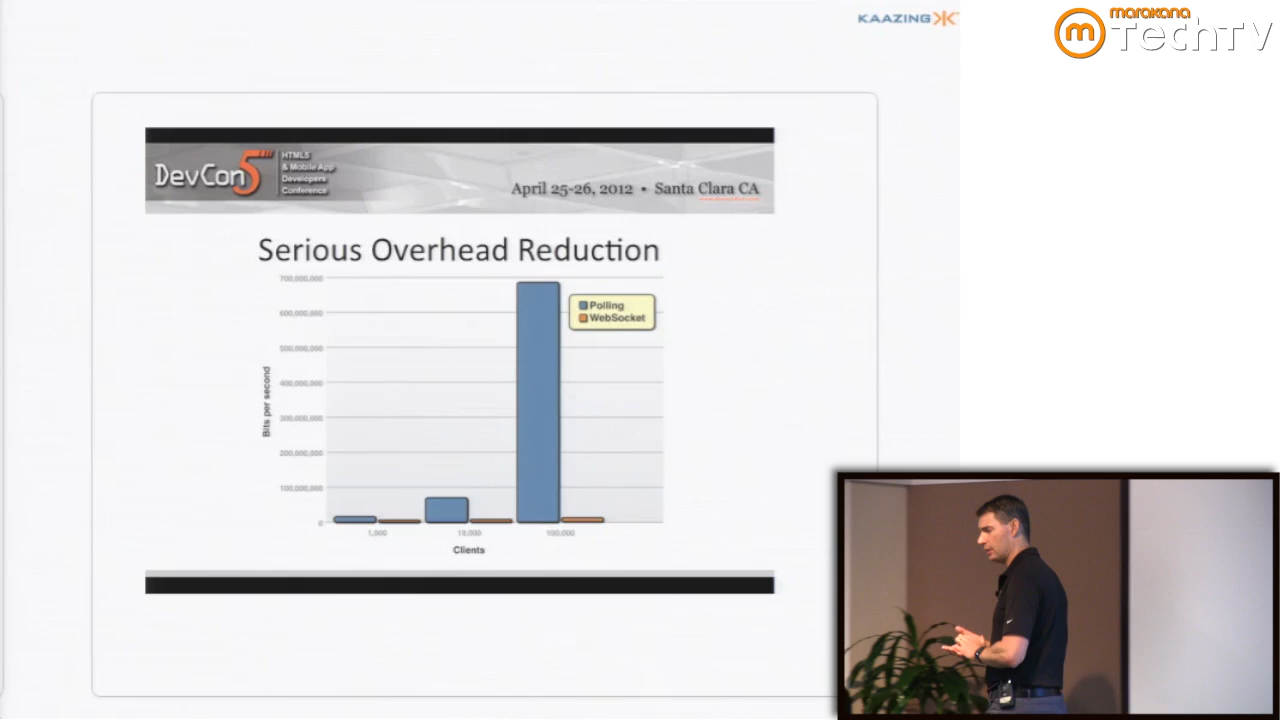 KAAZING
marakana
m TechTV
DevCon5
HTML5
& Mobile App
Developers
Conference
April 25-26, 2012 • Santa Clara CA
Serious Overhead Reduction
700,000,000
600,000,000
500,000,000
400,000,000
300,000,000
200,000,000
100,000,000
0
Bits per second
Polling
WebSocket
1,000
10,000
100,000
Clients